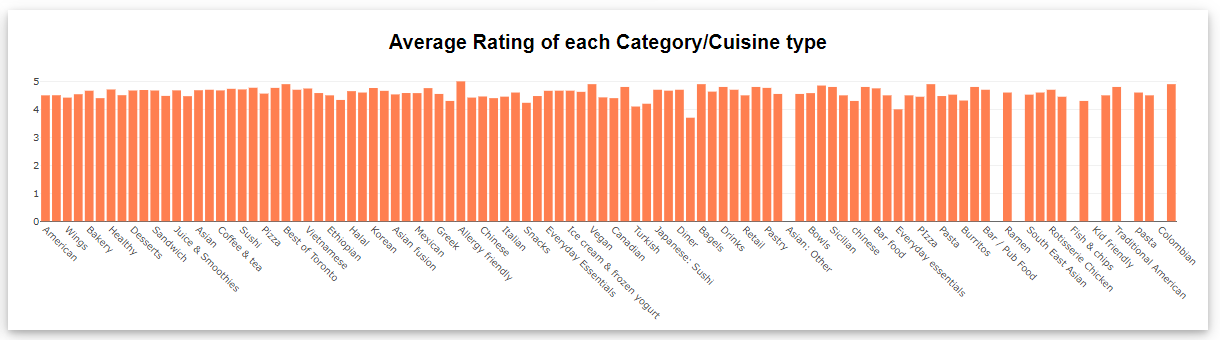 Average Rating of each Category/Cuisine type
5
4
3
2
1
0
American
Wings
Bakery
Healthy
Desserts
Sandwich
Juice & Smoothies
Asian
Coffee & tea
Sushi
Pizza
Best of Toronto
Vietnamese
Ethiopian
Halal
Korean
Asian fusion
Mexican
Greek
Allergy friendly
Chinese
Italian
Snacks
Everyday Essentials
Ice cream & frozen yogurt
Vegan
Canadian
Turkish
Japanese: Sushi
Diner
Bagels
Drinks
Retail
Pastry
Asian: Other
Bowls
Sicilian
chinese
Bar food
Everyday essentials
PIzza
Pasta
Burritos
Bar / Pub Food
Ramen
South East Asian
Rotisserie Chicken
Fish & chips
Kid friendly
Traditional American
pasta
Colombian